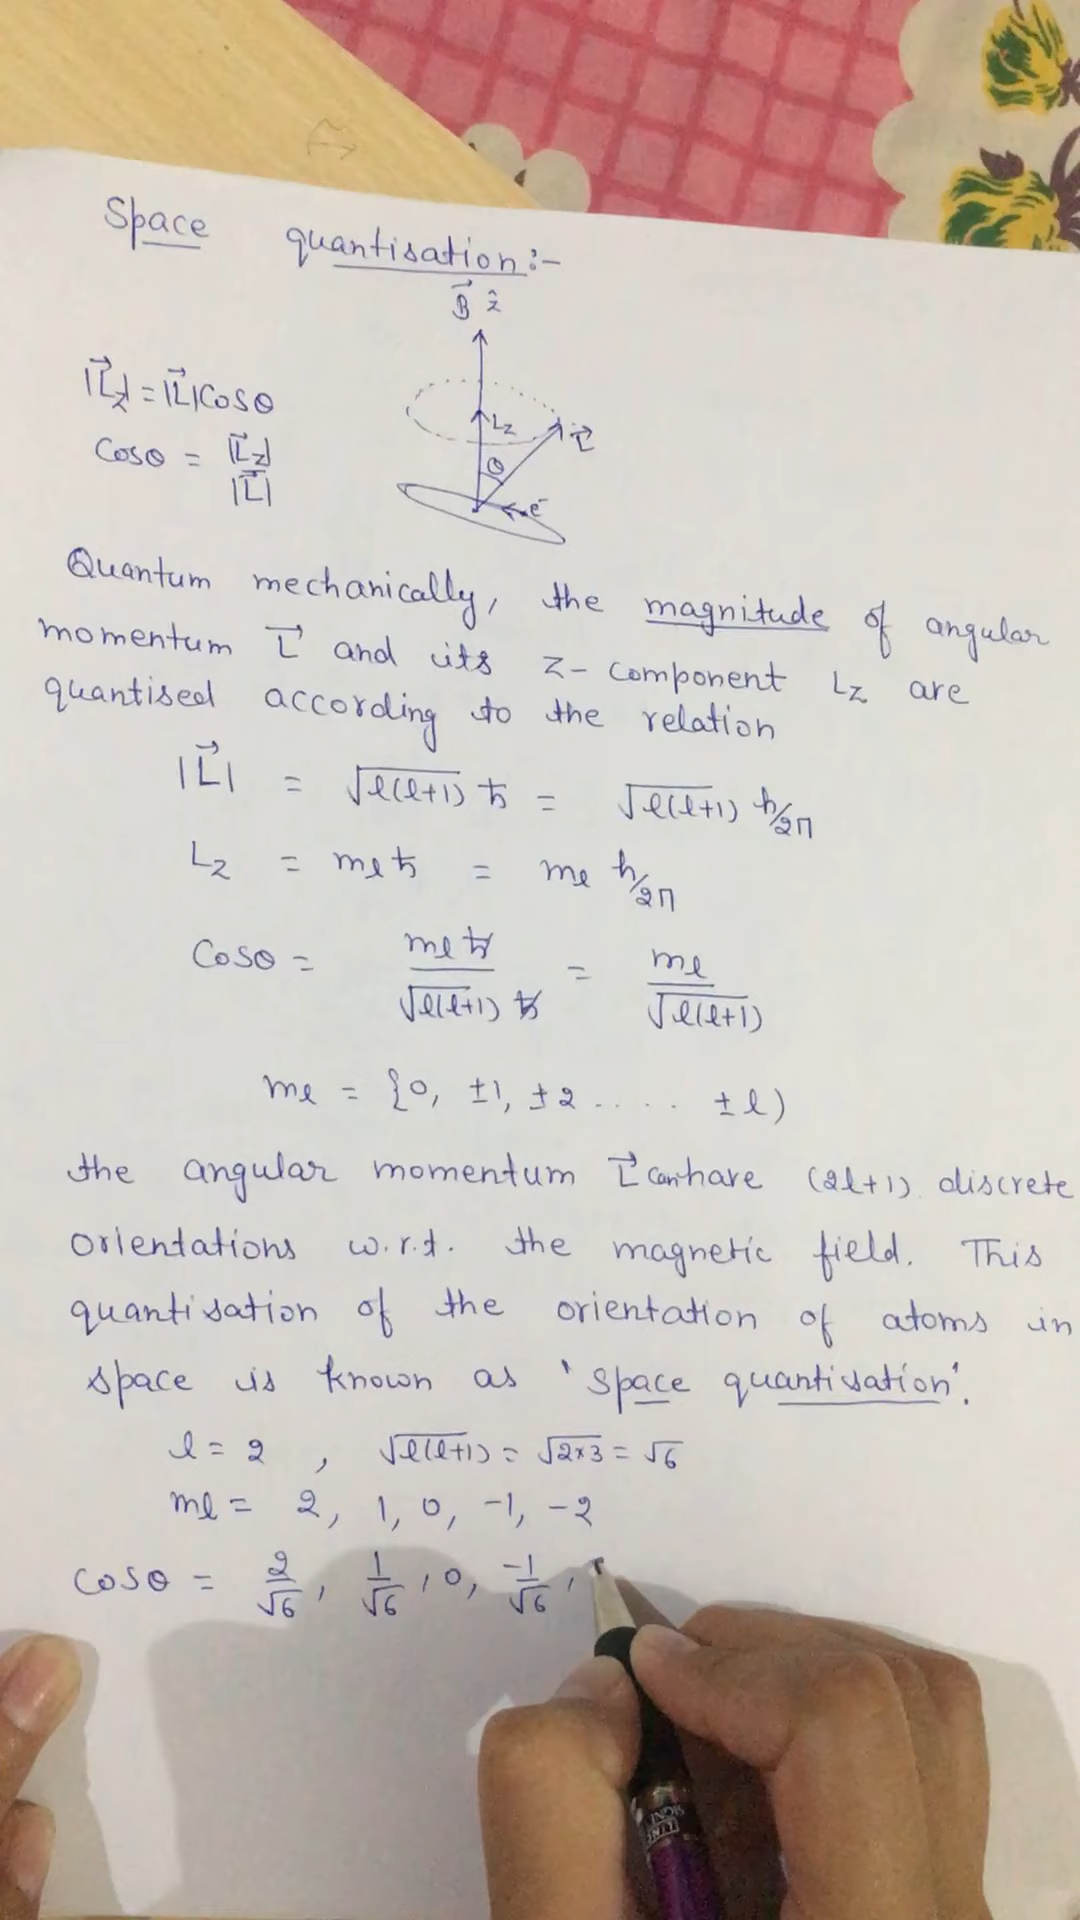 Space quantisation:-
B⃗ ẑ
|L⃗z| = |L⃗|Cosθ
Lz
L⃗
Cosθ = |L⃗z| / |L⃗|
θ
e⁻
Quantum mechanically, the magnitude of angular
momentum L⃗ and its z-component Lz are
quantised according to the relation
|L⃗| = √l(l+1) ħ = √l(l+1) h/2π
Lz = mlħ = ml h/2π
Cosθ = mlħ / √l(l+1) ħ = ml / √l(l+1)
ml = {0, ±1, ±2 ..... ±l)
the angular momentum L⃗ can have (2l+1) discrete
orientations w.r.t. the magnetic field. This
quantisation of the orientation of atoms in
space is known as 'space quantisation'.
l = 2 , √l(l+1) = √2×3 = √6
ml = 2, 1, 0, -1, -2
cosθ = 2/√6, 1/√6, 0, -1/√6,